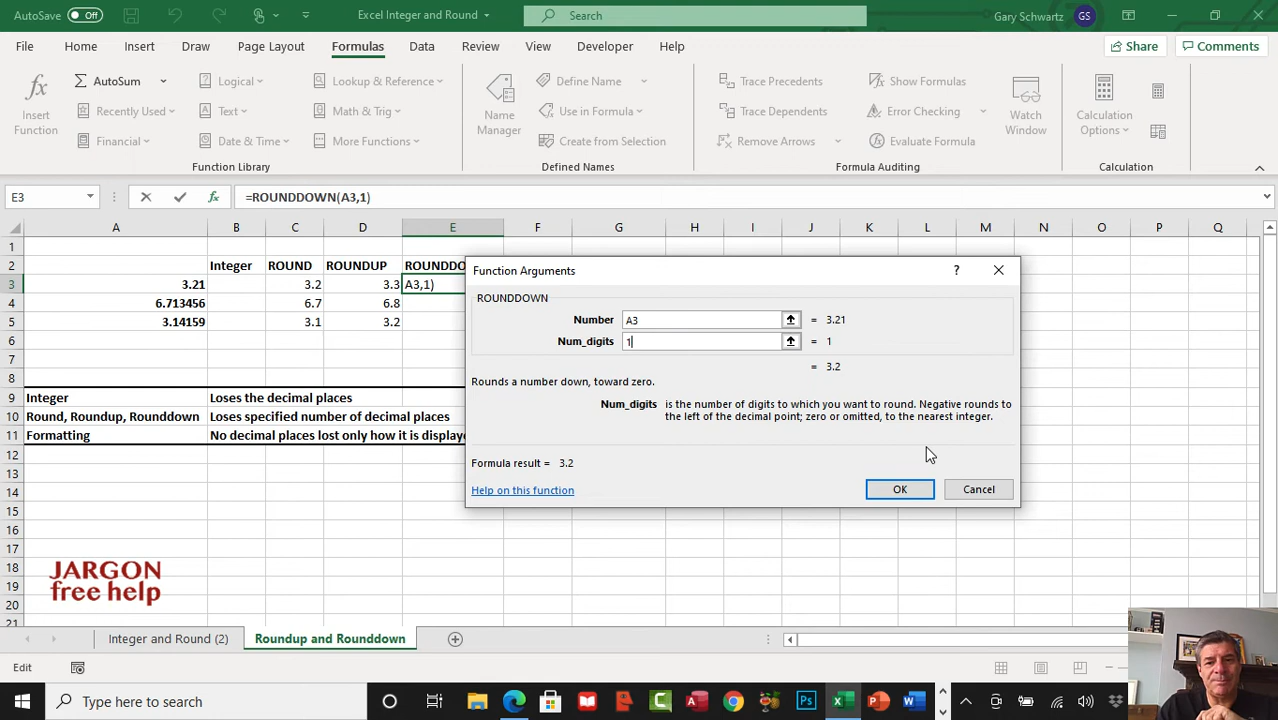 AutoSave Off Excel Integer and Round Search Gary Schwartz GS
File Home Insert Draw Page Layout Formulas Data Review View Developer Help Share Comments
AutoSum Logical Lookup & Reference Define Name Trace Precedents Show Formulas
Insert Function Recently Used Text Math & Trig Name Manager Use in Formula Trace Dependents Error Checking Watch Window Calculation Options
Financial Date & Time More Functions Create from Selection Remove Arrows Evaluate Formula
Function Library Defined Names Formula Auditing Calculation
E3 fx =ROUNDDOWN(A3,1)
A B C D E F G H I J K L M N O P Q
1
2 Integer ROUND ROUNDUP ROUNDDO
3 3.21 3.2 3.3 A3,1)
4 6.713456 6.7 6.8
5 3.14159 3.1 3.2
6
7
8
9 Integer Loses the decimal places
10 Round, Roundup, Rounddown Loses specified number of decimal places
11 Formatting No decimal places lost only how it is displaye
12
13
14
15
16
17
18
19
20
21
Function Arguments ?
ROUNDDOWN
Number A3 = 3.21
Num_digits 1 = 1
= 3.2
Rounds a number down, toward zero.
Num_digits is the number of digits to which you want to round. Negative rounds to
the left of the decimal point; zero or omitted, to the nearest integer.
Formula result = 3.2
Help on this function OK Cancel
JARGON
free help
Integer and Round (2) Roundup and Rounddown
Edit
Type here to search